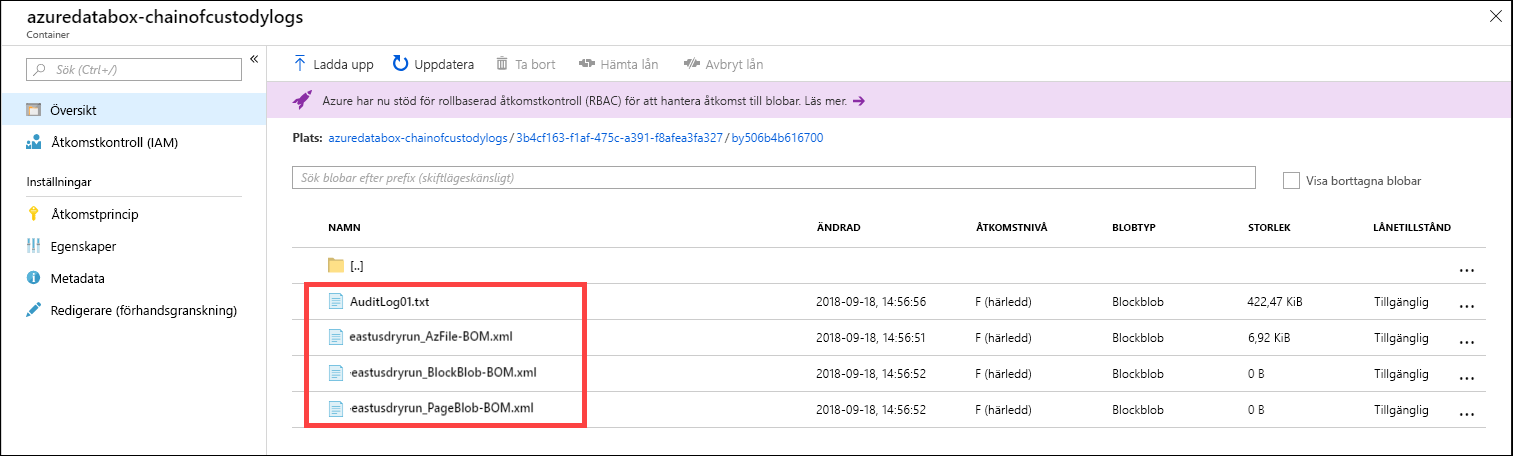 azuredatabox-chainofcustodylogs
Container
Sök (Ctrl+/)
Översikt
Åtkomstkontroll (IAM)
Inställningar
Åtkomstprincip
Egenskaper
Metadata
Redigerare (förhandsgranskning)
Ladda upp Uppdatera Ta bort Hämta lån Avbryt lån
Azure har nu stöd för rollbaserad åtkomstkontroll (RBAC) för att hantera åtkomst till blobar. Läs mer.
Plats: azuredatabox-chainofcustodylogs / 3b4cf163-f1af-475c-a391-f8afea3fa327 / by506b4b616700
Sök blobar efter prefix (skiftlägeskänsligt)
Visa borttagna blobar
NAMN ÄNDRAD ÅTKOMSTNIVÅ BLOBTYP STORLEK LÅNETILLSTÅND
[..] ...
AuditLog01.txt 2018-09-18, 14:56:56 F (härledd) Blockblob 422,47 KiB Tillgänglig ...
eastusdryrun_AzFile-BOM.xml 2018-09-18, 14:56:51 F (härledd) Blockblob 6,92 KiB Tillgänglig ...
eastusdryrun_BlockBlob-BOM.xml 2018-09-18, 14:56:52 F (härledd) Blockblob 0 B Tillgänglig ...
eastusdryrun_PageBlob-BOM.xml 2018-09-18, 14:56:52 F (härledd) Blockblob 0 B Tillgänglig ...